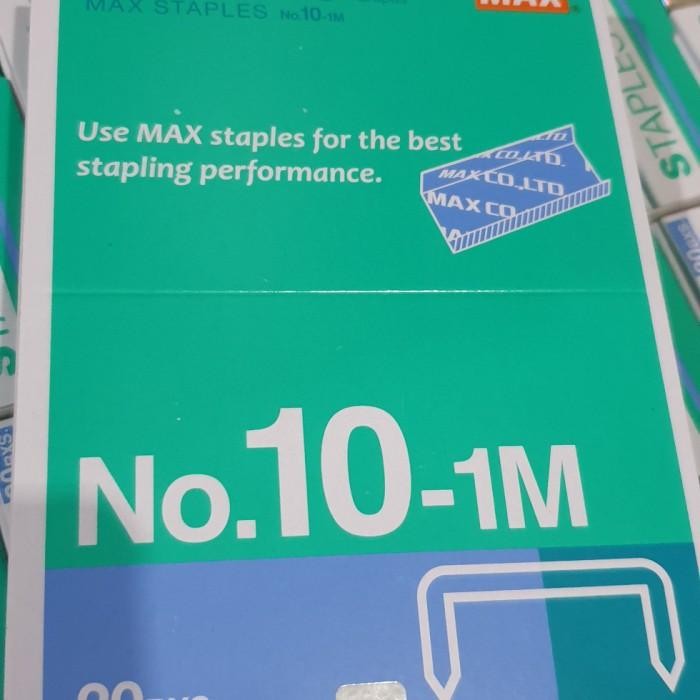 MAX STAPLES No.10-1M
MAX
Use MAX staples for the best
stapling performance.
CO.,LTD.
MAX CO.,LTD
MAX CO
No.10-1M
20BXS
STAPLES